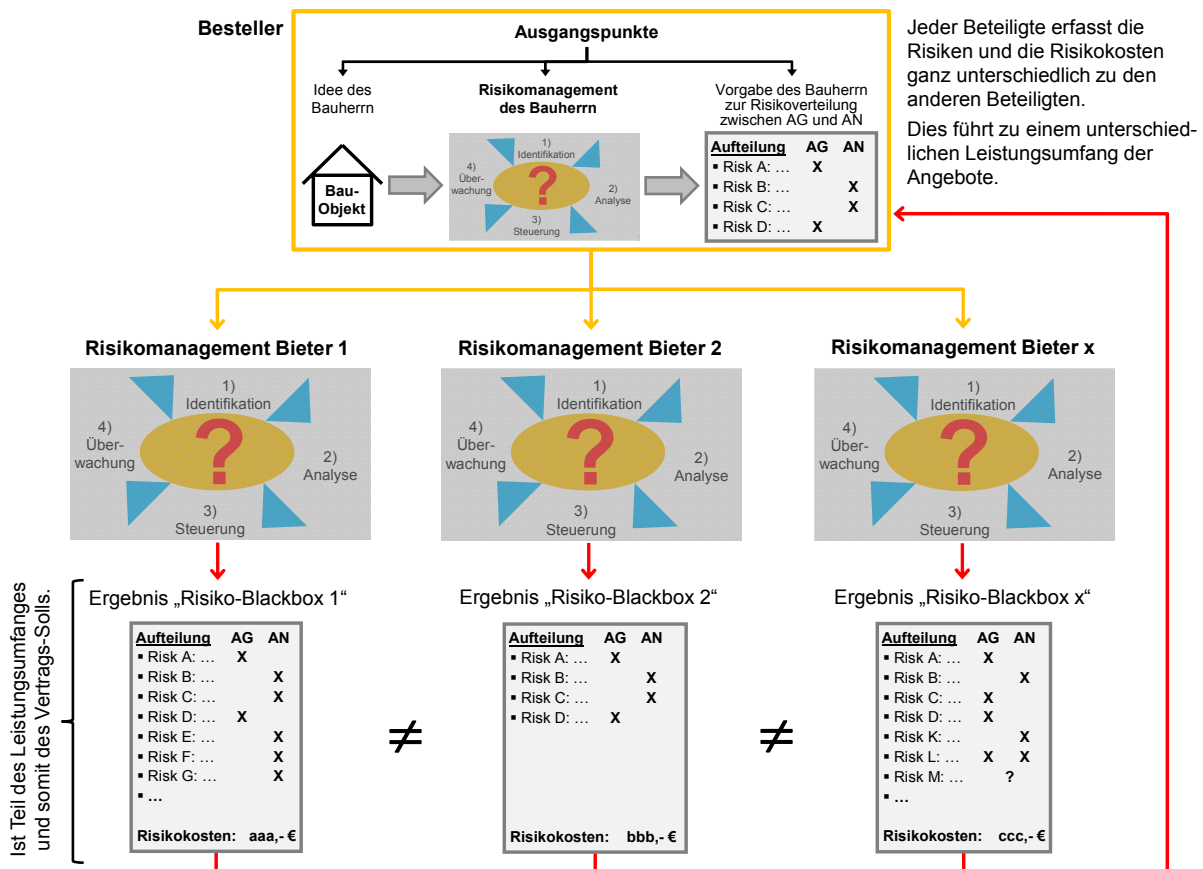 Besteller
Ausgangspunkte
Idee des
Bauherrn
Risikomanagement
des Bauherrn
Vorgabe des Bauherrn
zur Risikoverteilung
zwischen AG und AN
Bau-
Objekt
1)
Identifikation
4)
Über-
wachung
?
2)
Analyse
3)
Steuerung
Aufteilung AG AN
▪ Risk A: … X
▪ Risk B: … X
▪ Risk C: … X
▪ Risk D: … X
Jeder Beteiligte erfasst die
Risiken und die Risikokosten
ganz unterschiedlich zu den
anderen Beteiligten.
Dies führt zu einem unterschied-
lichen Leistungsumfang der
Angebote.
Risikomanagement Bieter 1
1)
Identifikation
4)
Über-
wachung
?
2)
Analyse
3)
Steuerung
Risikomanagement Bieter 2
1)
Identifikation
4)
Über-
wachung
?
2)
Analyse
3)
Steuerung
Risikomanagement Bieter x
1)
Identifikation
4)
Über-
wachung
?
2)
Analyse
3)
Steuerung
Ist Teil des Leistungsumfanges
und somit des Vertrags-Solls.
Ergebnis „Risiko-Blackbox 1“
Aufteilung AG AN
▪ Risk A: … X
▪ Risk B: … X
▪ Risk C: … X
▪ Risk D: … X
▪ Risk E: … X
▪ Risk F: … X
▪ Risk G: … X
▪ …
Risikokosten: aaa,- €
≠
Ergebnis „Risiko-Blackbox 2“
Aufteilung AG AN
▪ Risk A: … X
▪ Risk B: … X
▪ Risk C: … X
▪ Risk D: … X
Risikokosten: bbb,- €
≠
Ergebnis „Risiko-Blackbox x“
Aufteilung AG AN
▪ Risk A: … X
▪ Risk B: … X
▪ Risk C: … X
▪ Risk D: … X
▪ Risk K: … X
▪ Risk L: … X X
▪ Risk M: … ?
▪ …
Risikokosten: ccc,- €